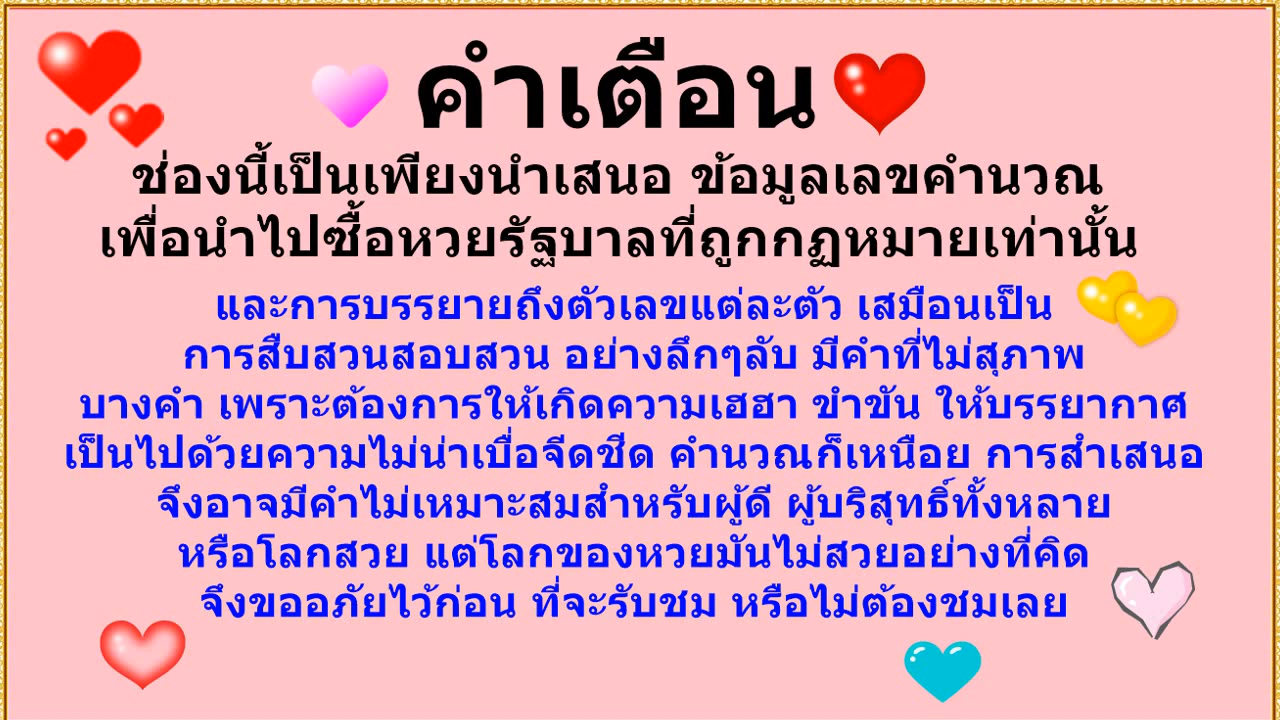 คำเตือน
ช่องนี้เป็นเพียงนำเสนอ ข้อมูลเลขคำนวณ
เพื่อนำไปซื้อหวยรัฐบาลที่ถูกกฏหมายเท่านั้น
และการบรรยายถึงตัวเลขแต่ละตัว เสมือนเป็น
การสืบสวนสอบสวน อย่างลึกๆลับ มีคำที่ไม่สุภาพ
บางคำ เพราะต้องการให้เกิดความเฮฮา ขำขัน ให้บรรยากาศ
เป็นไปด้วยความไม่น่าเบื่อจืดชืด คำนวณก็เหนื่อย การสำเสนอ
จึงอาจมีคำไม่เหมาะสมสำหรับผู้ดี ผู้บริสุทธิ์ทั้งหลาย
หรือโลกสวย แต่โลกของหวยมันไม่สวยอย่างที่คิด
จึงขออภัยไว้ก่อน ที่จะรับชม หรือไม่ต้องชมเลย